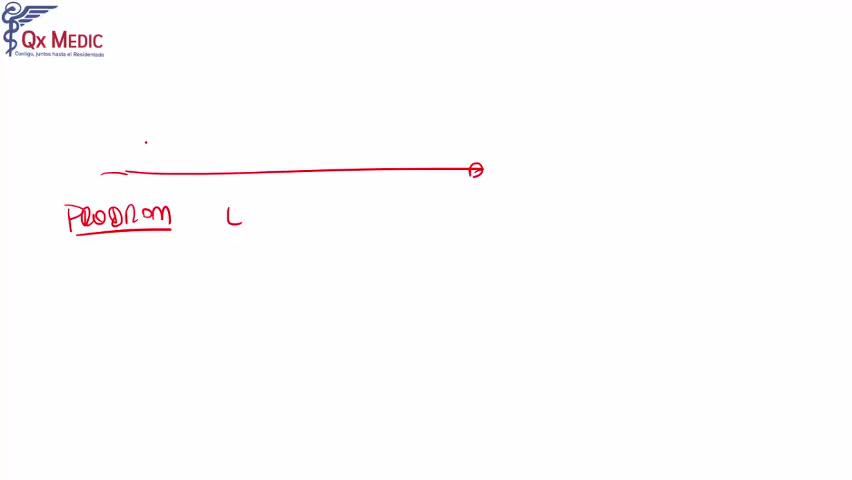 Qx MEDIC
Contigo, juntos hasta el Residentado
PRODROM L